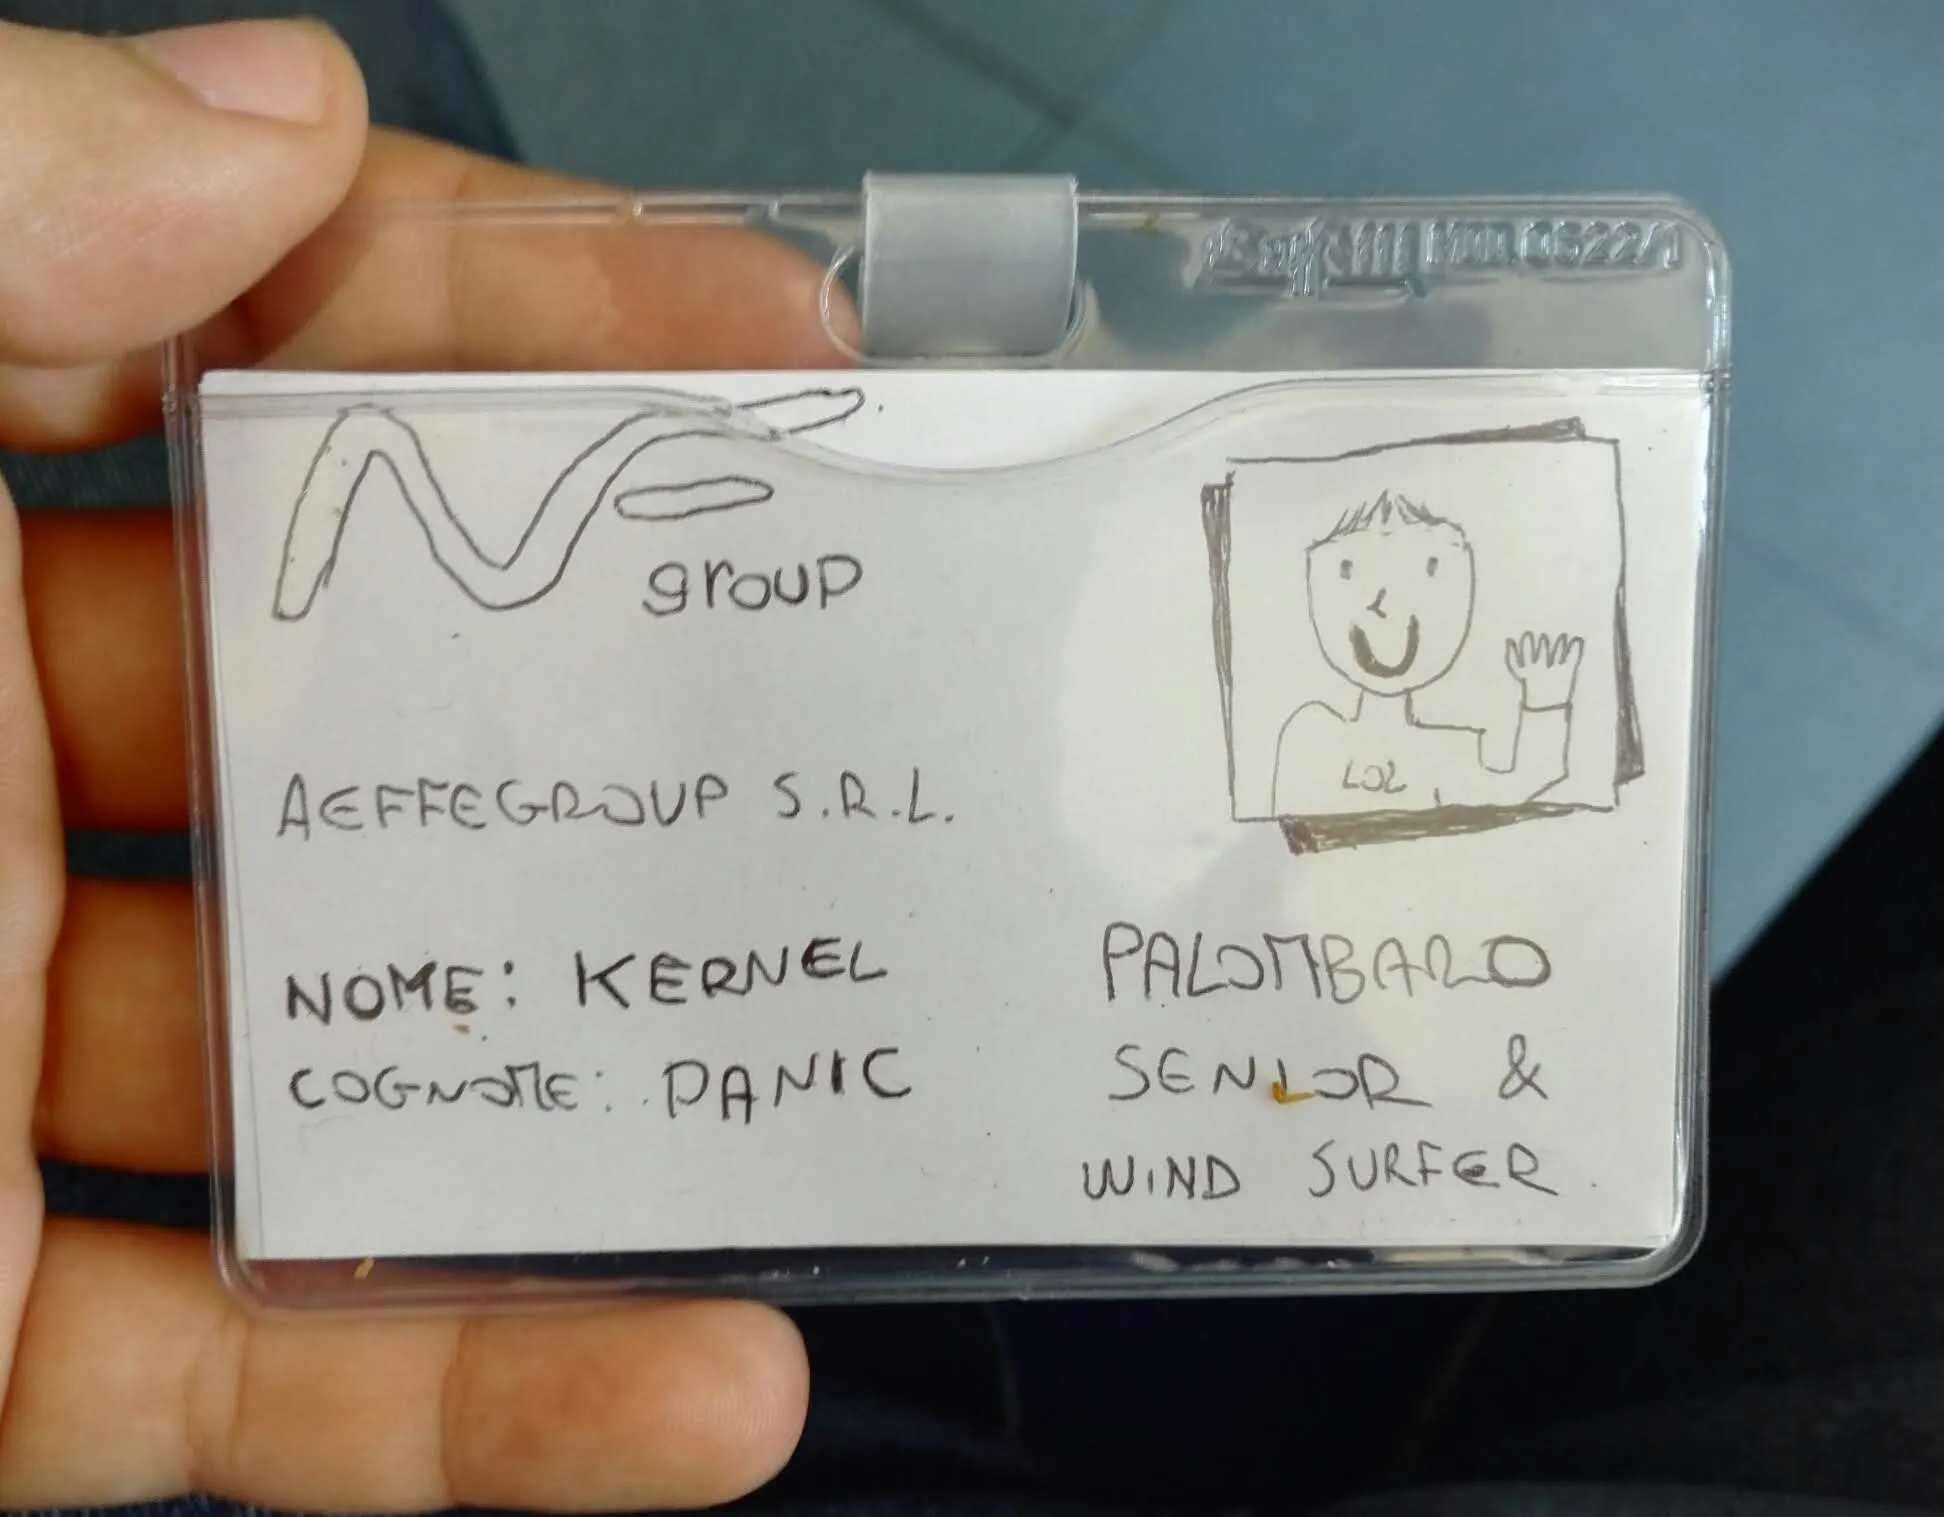 group
LOL
AEFFEGROUP S.R.L.
NOME: KERNEL
COGNOME: PANIC
PALOMBARO
SENIOR &
WIND SURFER